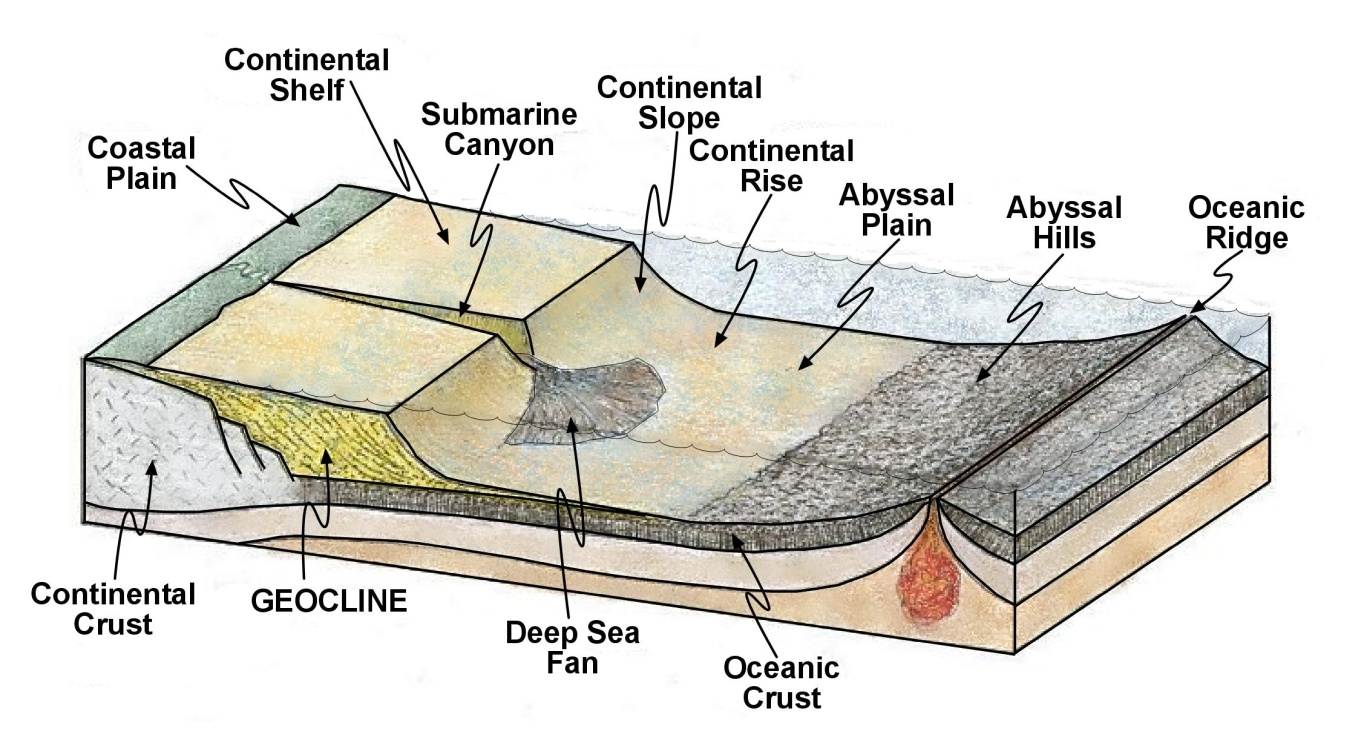 Continental
Shelf
Submarine
Canyon
Continental
Slope
Coastal
Plain
Continental
Rise
Abyssal
Plain
Abyssal
Hills
Oceanic
Ridge
Continental
Crust
GEOCLINE
Deep Sea
Fan
Oceanic
Crust